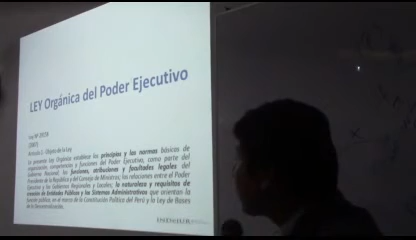 LEY Orgánica del Poder Ejecutivo
Ley Nº 29158
Artículo I.- Objeto de la Ley
La presente Ley Orgánica establece los principios y las normas básicas de
organización, competencias y funciones del Poder Ejecutivo, como parte del
Gobierno Nacional; las funciones, atribuciones y facultades legales del
Presidente de la República y del Consejo de Ministros; las relaciones entre el Poder
Ejecutivo y los Gobiernos Regionales y Locales; la naturaleza y requisitos de
creación de Entidades Públicas y los Sistemas Administrativos que orientan la
función pública, en el marco de la Constitución Política del Perú y la Ley de Bases
de la Descentralización.